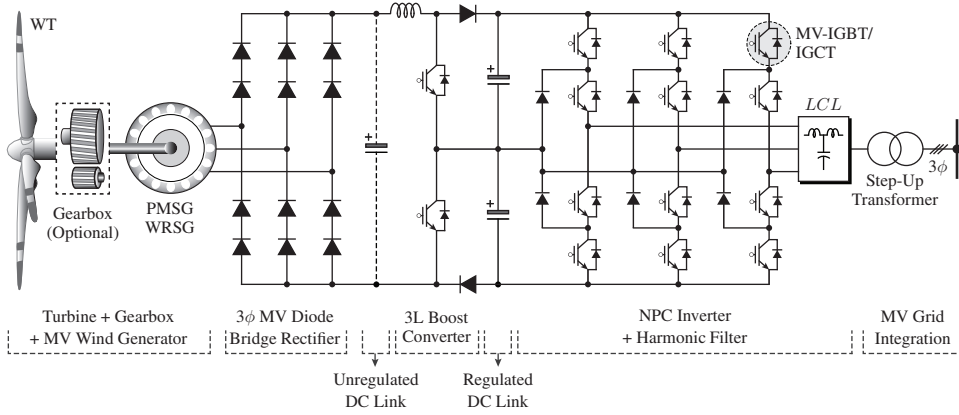 WT
MV-IGBT/
IGCT
LCL
+
+
+
3ϕ
Gearbox
(Optional)
PMSG
WRSG
Step-Up
Transformer
Turbine + Gearbox
+ MV Wind Generator
3ϕ MV Diode
Bridge Rectifier
3L Boost
Converter
NPC Inverter
+ Harmonic Filter
MV Grid
Integration
Unregulated
DC Link
Regulated
DC Link